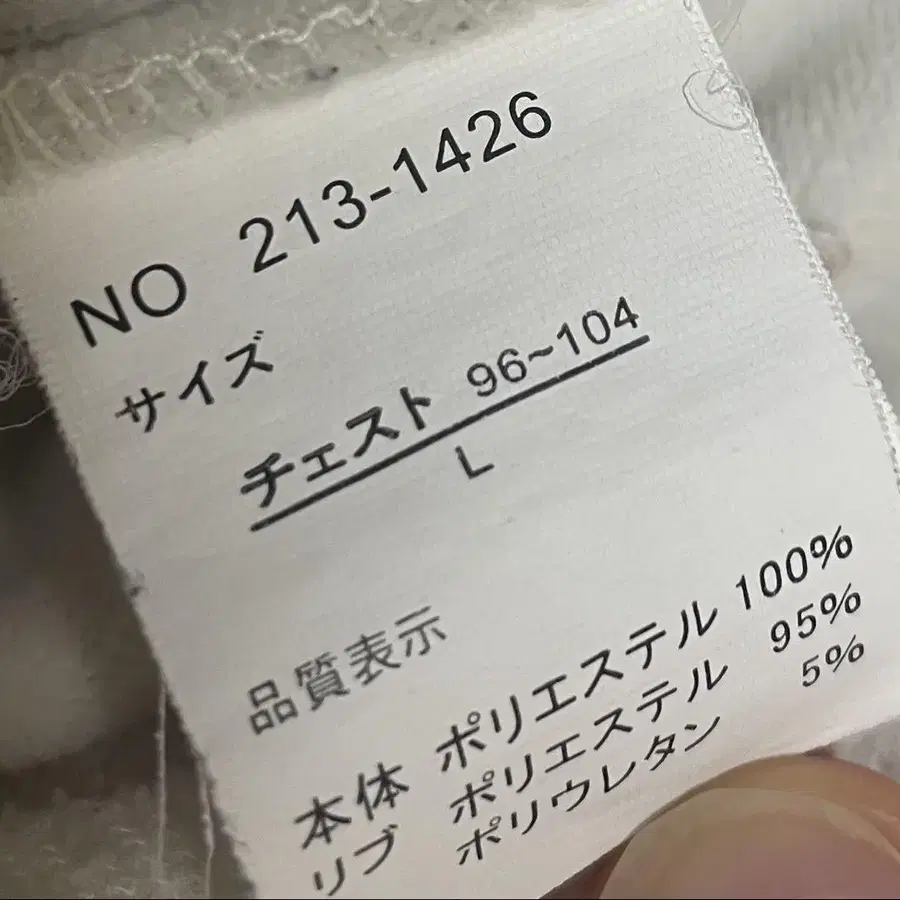 NO 213-1426
サイズ
チェスト 96~104
L
品質表示
本体 ポリエステル 100%
リブ ポリエステル 95%
ポリウレタン 5%